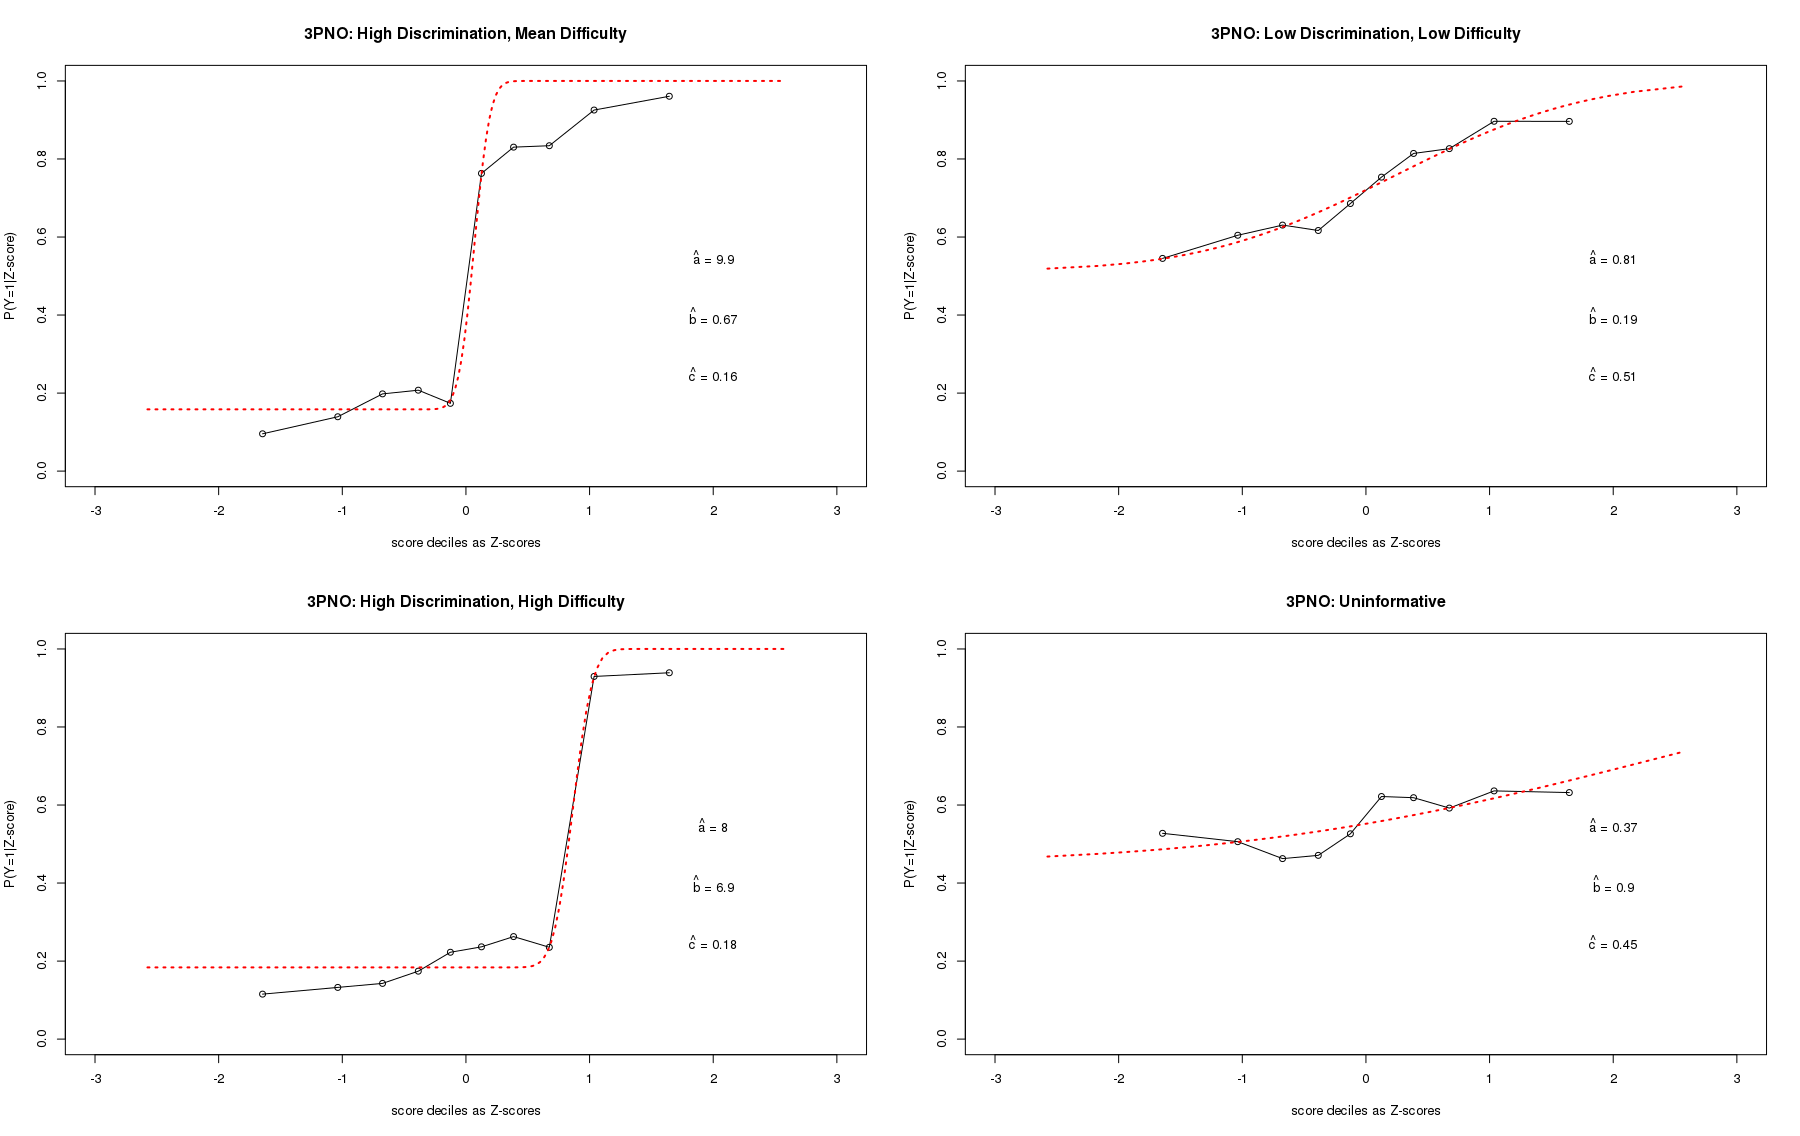 3PNO: High Discrimination, Mean Difficulty
P(Y=1|Z-score)
1.0
0.8
0.6
0.4
0.2
0.0
â = 9.9
b̂ = 0.67
ĉ = 0.16
-3 -2 -1 0 1 2 3
score deciles as Z-scores
3PNO: Low Discrimination, Low Difficulty
P(Y=1|Z-score)
1.0
0.8
0.6
0.4
0.2
0.0
â = 0.81
b̂ = 0.19
ĉ = 0.51
-3 -2 -1 0 1 2 3
score deciles as Z-scores
3PNO: High Discrimination, High Difficulty
P(Y=1|Z-score)
1.0
0.8
0.6
0.4
0.2
0.0
â = 8
b̂ = 6.9
ĉ = 0.18
-3 -2 -1 0 1 2 3
score deciles as Z-scores
3PNO: Uninformative
P(Y=1|Z-score)
1.0
0.8
0.6
0.4
0.2
0.0
â = 0.37
b̂ = 0.9
ĉ = 0.45
-3 -2 -1 0 1 2 3
score deciles as Z-scores